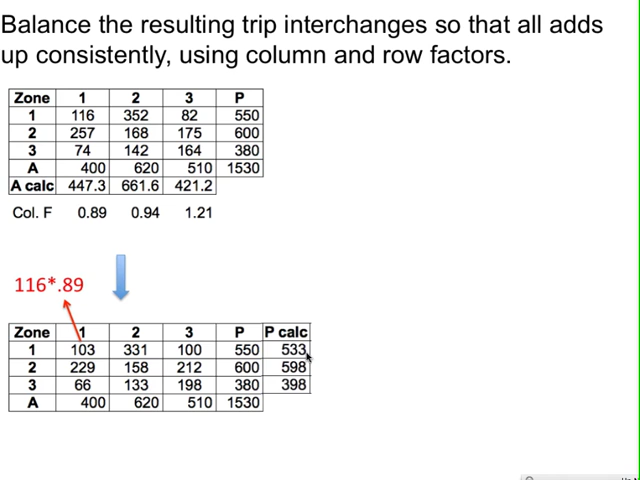 Balance the resulting trip interchanges so that all adds
up consistently, using column and row factors.
Zone 1 2 3 P
1 116 352 82 550
2 257 168 175 600
3 74 142 164 380
A 400 620 510 1530
A calc 447.3 661.6 421.2
Col. F 0.89 0.94 1.21
116*.89
Zone 1 2 3 P P calc
1 103 331 100 550 533
2 229 158 212 600 598
3 66 133 198 380 398
A 400 620 510 1530